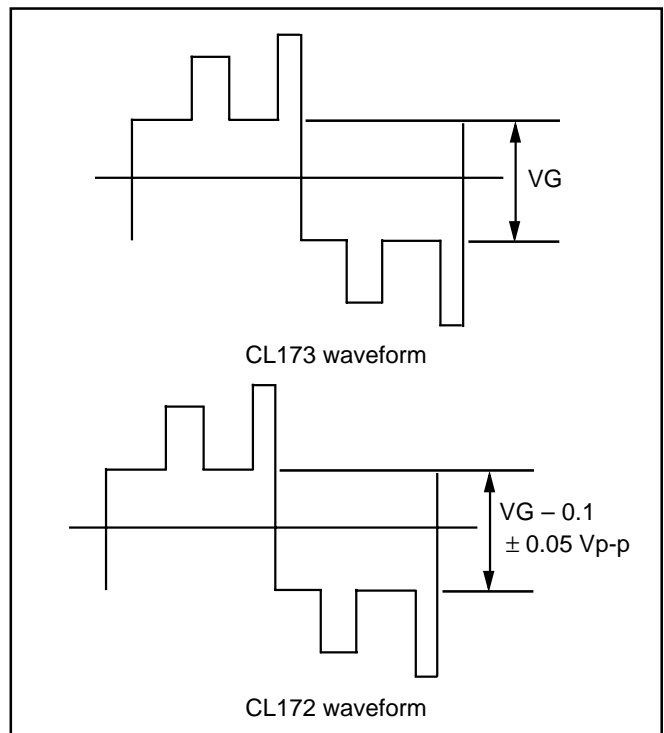 VG
CL173 waveform
VG – 0.1
± 0.05 Vp-p
CL172 waveform